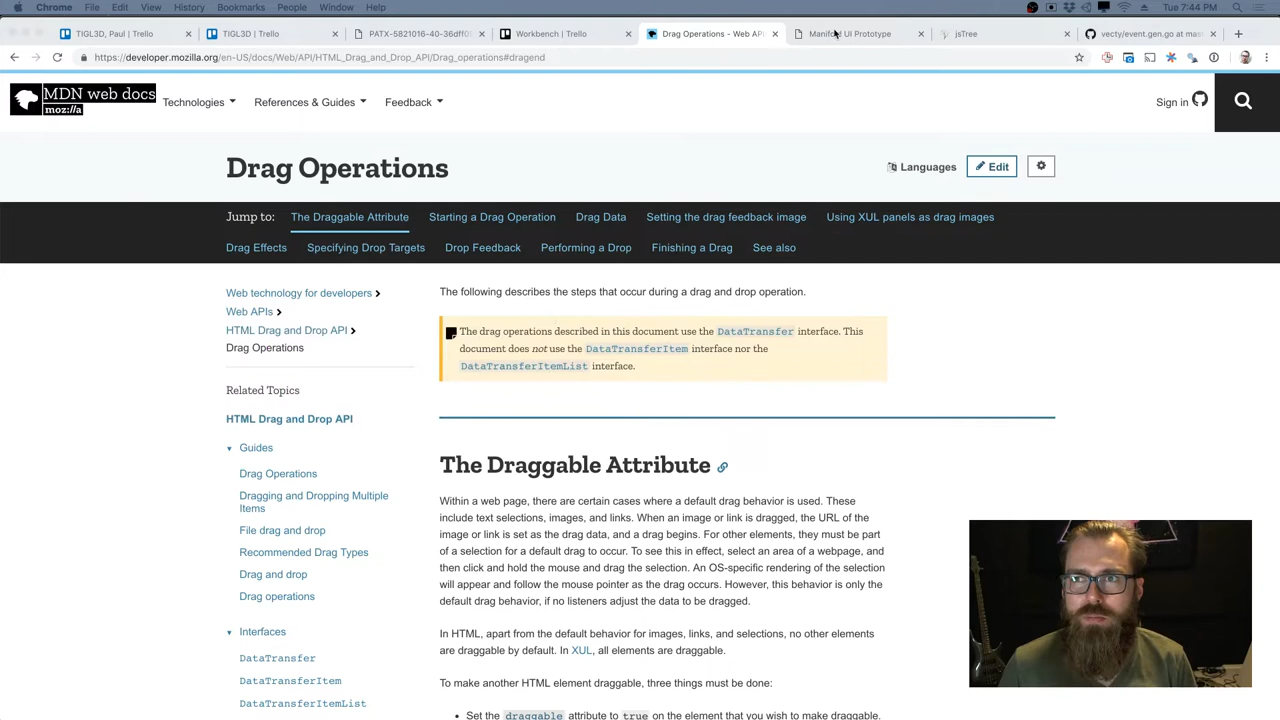 Chrome File Edit View History Bookmarks People Window Help Tue 7:44 PM
TIGL3D, Paul | Trello × TIGL3D | Trello × PATX-5821016-40-36dff0 × Workbench | Trello × Drag Operations - Web API × Manifold UI Prototype × jsTree × vecty/event.gen.go at mast ×
https://developer.mozilla.org/en-US/docs/Web/API/HTML_Drag_and_Drop_API/Drag_operations#dragend
MDN web docs
moz://a
Technologies References & Guides Feedback Sign in
Drag Operations
Languages Edit
Jump to: The Draggable Attribute Starting a Drag Operation Drag Data Setting the drag feedback image Using XUL panels as drag images
Drag Effects Specifying Drop Targets Drop Feedback Performing a Drop Finishing a Drag See also
Web technology for developers
Web APIs
HTML Drag and Drop API
Drag Operations
Related Topics
HTML Drag and Drop API
Guides
Drag Operations
Dragging and Dropping Multiple
Items
File drag and drop
Recommended Drag Types
Drag and drop
Drag operations
Interfaces
DataTransfer
DataTransferItem
DataTransferItemList
The following describes the steps that occur during a drag and drop operation.
The drag operations described in this document use the DataTransfer interface. This
document does not use the DataTransferItem interface nor the
DataTransferItemList interface.
The Draggable Attribute
Within a web page, there are certain cases where a default drag behavior is used. These
include text selections, images, and links. When an image or link is dragged, the URL of the
image or link is set as the drag data, and a drag begins. For other elements, they must be part
of a selection for a default drag to occur. To see this in effect, select an area of a webpage, and
then click and hold the mouse and drag the selection. An OS-specific rendering of the selection
will appear and follow the mouse pointer as the drag occurs. However, this behavior is only the
default drag behavior, if no listeners adjust the data to be dragged.
In HTML, apart from the default behavior for images, links, and selections, no other elements
are draggable by default. In XUL, all elements are draggable.
To make another HTML element draggable, three things must be done:
• Set the draggable attribute to true on the element that you wish to make draggable.